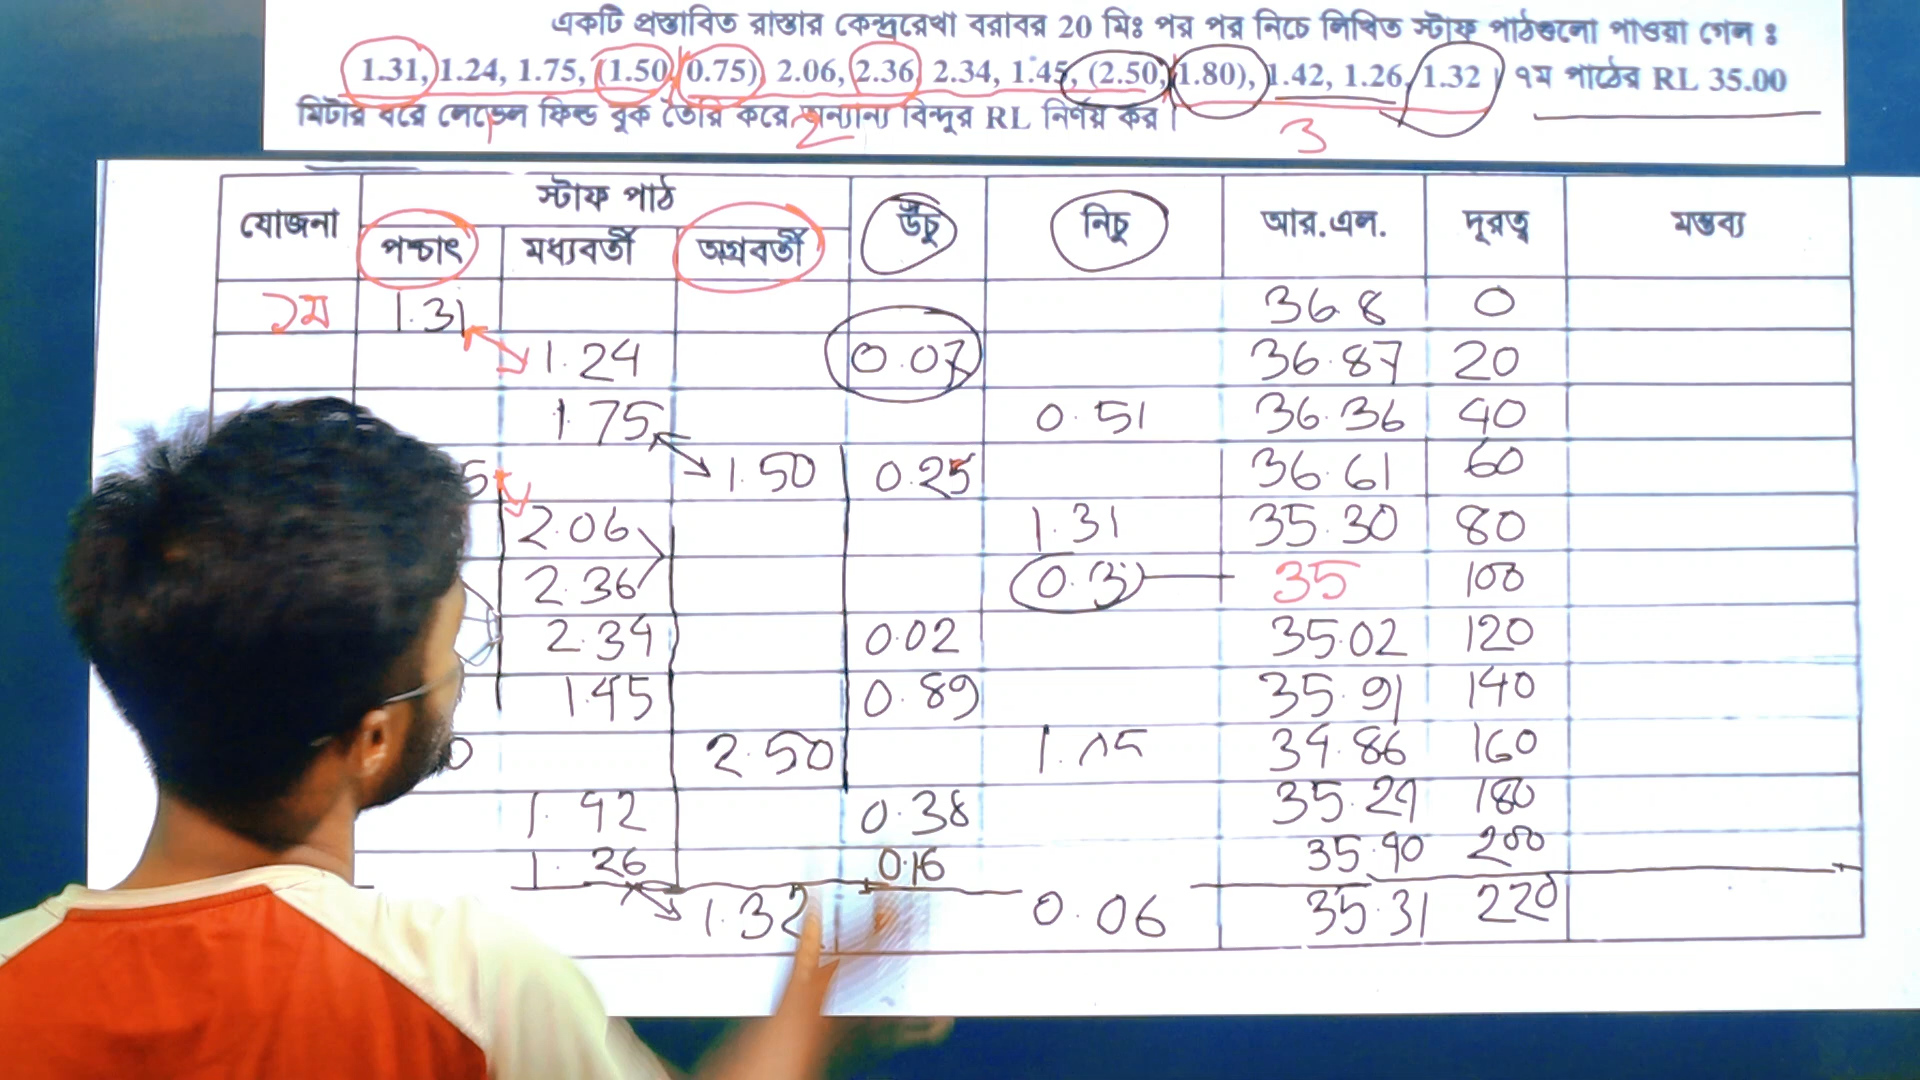 একটি প্রস্তাবিত রাস্তার কেন্দ্ররেখা বরাবর 20 মিঃ পর পর নিচে লিখিত স্টাফ পাঠগুলো পাওয়া গেল ঃ
1.31, 1.24, 1.75, (1.50, 0.75), 2.06, 2.36, 2.34, 1.45, (2.50, 1.80), 1.42, 1.26, 1.32 ৭ম পাঠের RL 35.00
মিটার ধরে লেভেল ফিল্ড বুক তৈরি করে অন্যান্য বিন্দুর RL নির্ণয় কর।
1 2 3
যোজনা স্টাফ পাঠ উঁচু নিচু আর.এল. দূরত্ব মন্তব্য
পশ্চাৎ মধ্যবর্তী অগ্রবর্তী
১ম 1.31 36.8 0
1.24 0.07 36.87 20
1.75 0.51 36.36 40
5 1.50 0.25 36.61 60
2.06 1.31 35.30 80
2.36 0.3 35 100
2.34 0.02 35.02 120
1.45 0.89 35.91 140
0 2.50 34.86 160
1.42 0.38 35.24 180
1.26 0.16 35.40 200
1.32 0.06 35.31 220